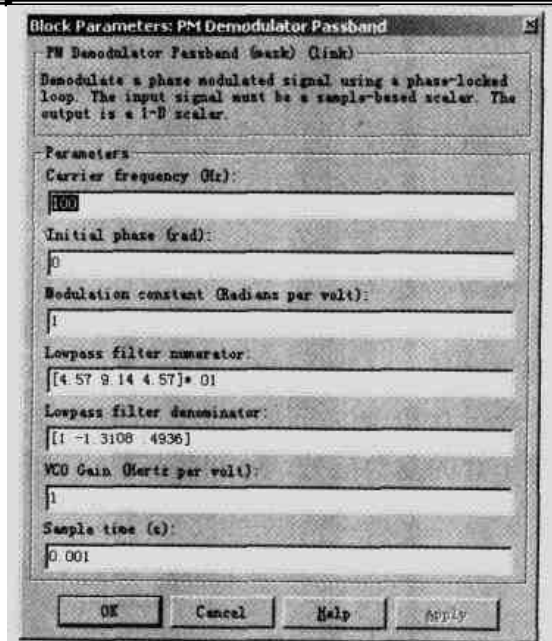 Block Parameters: PM Demodulator Passband
PM Demodulator Passband (mask) (link)
Demodulate a phase modulated signal using a phase-locked
loop. The input signal must be a sample-based scalar. The
output is a 1-D scalar.
Parameters
Carrier frequency (Hz):
100
Initial phase (rad):
0
Modulation constant (Radians per volt):
1
Lowpass filter numerator:
[4.57 9.14 4.57]*.01
Lowpass filter denominator:
[1 -1.3108 .4936]
VCO Gain (Hertz per volt):
1
Sample time (s):
0.001
OK
Cancel
Help
Apply